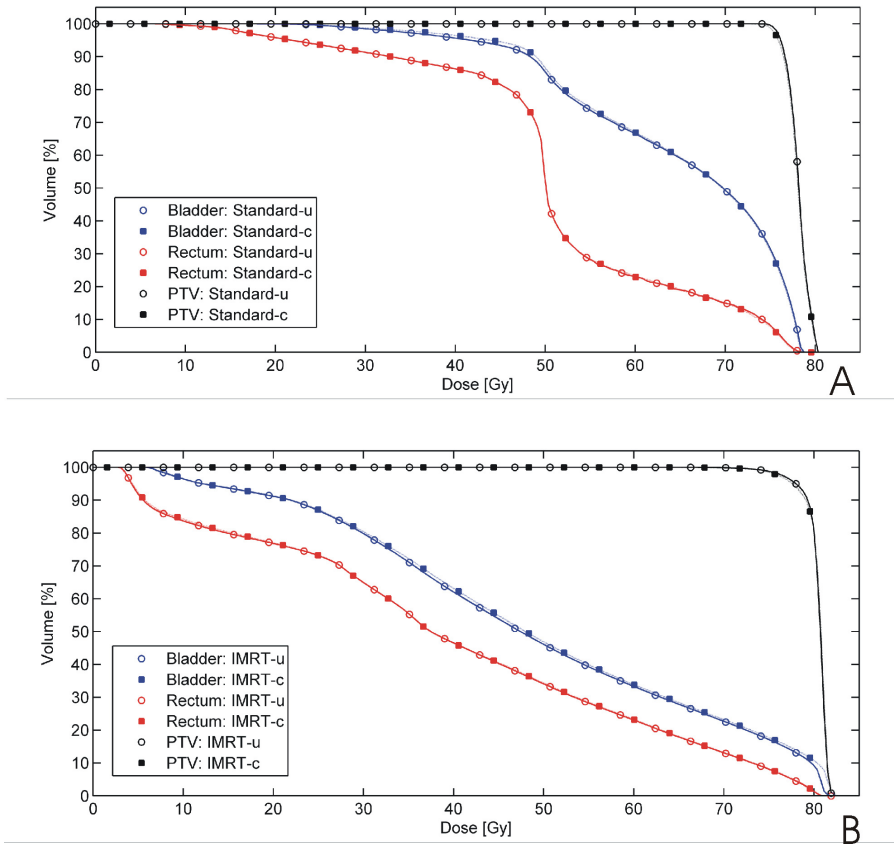 100
90
80
70
60
50
40
30
20
10
0
Volume [%]
Bladder: Standard-u
Bladder: Standard-c
Rectum: Standard-u
Rectum: Standard-c
PTV: Standard-u
PTV: Standard-c
0 10 20 30 40 50 60 70 80
Dose [Gy]
A
100
90
80
70
60
50
40
30
20
10
0
Volume [%]
Bladder: IMRT-u
Bladder: IMRT-c
Rectum: IMRT-u
Rectum: IMRT-c
PTV: IMRT-u
PTV: IMRT-c
0 10 20 30 40 50 60 70 80
Dose [Gy]
B